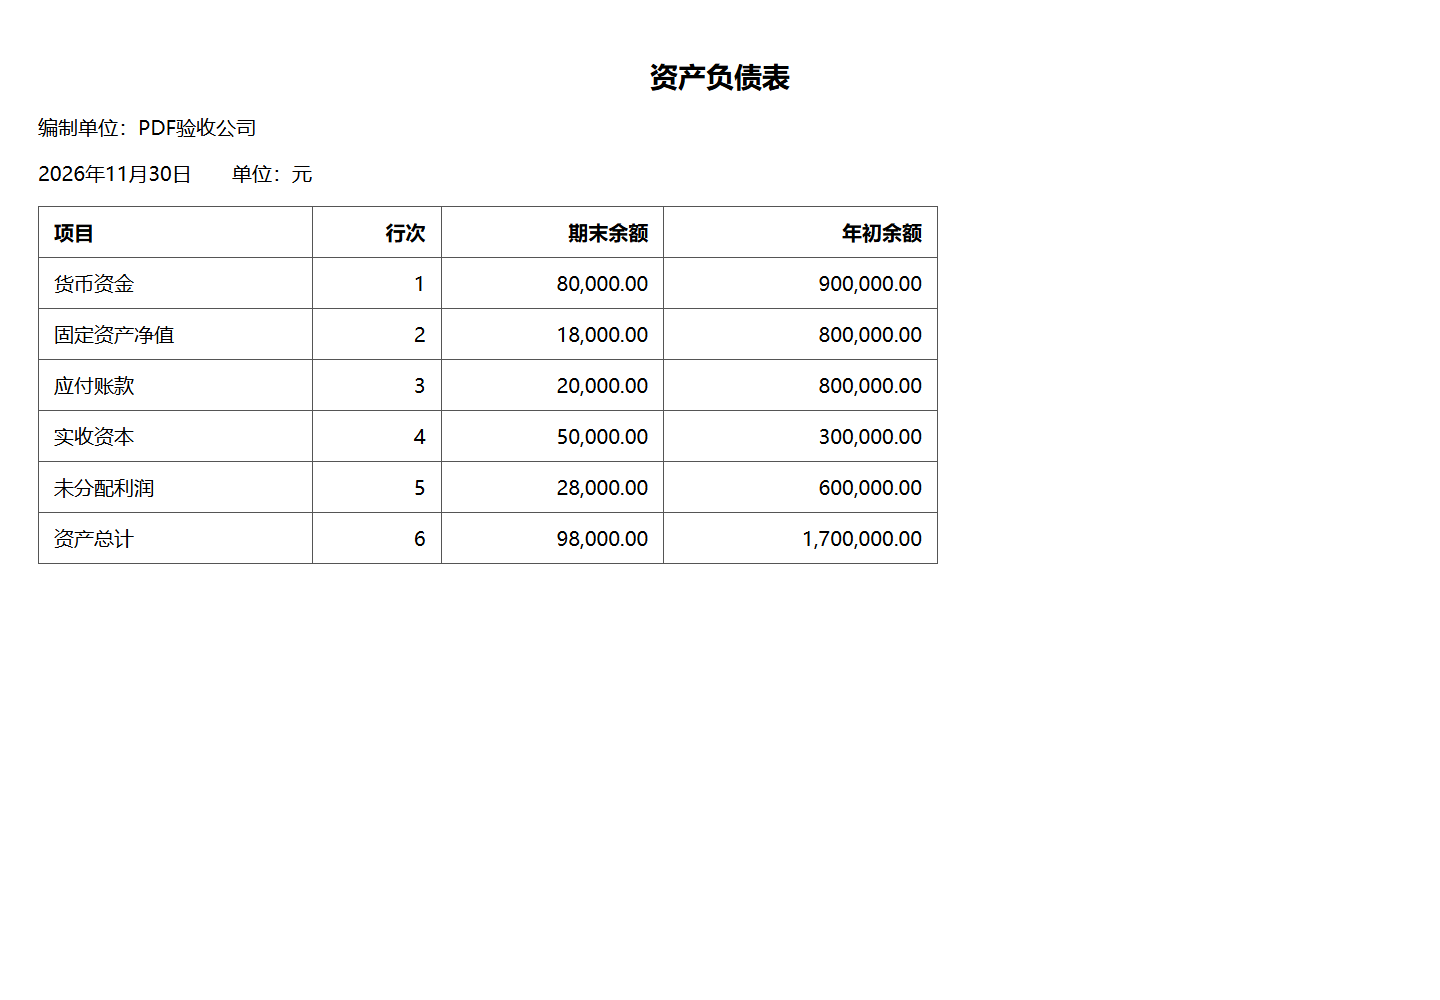 资产负债表
编制单位：PDF验收公司
2026年11月30日 单位：元
项目 行次 期末余额 年初余额
货币资金 1 80,000.00 900,000.00
固定资产净值 2 18,000.00 800,000.00
应付账款 3 20,000.00 800,000.00
实收资本 4 50,000.00 300,000.00
未分配利润 5 28,000.00 600,000.00
资产总计 6 98,000.00 1,700,000.00